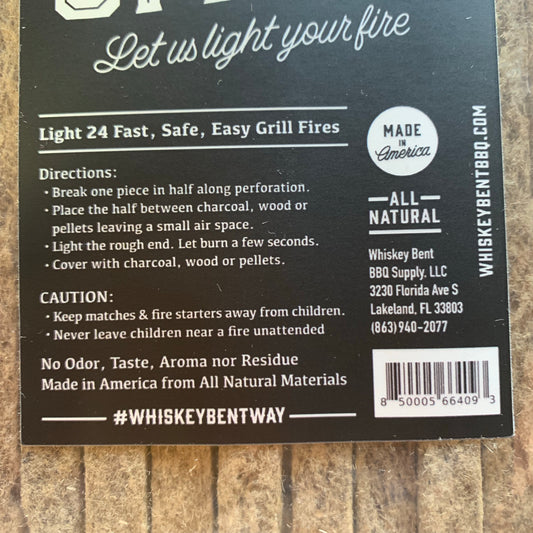 Let us light your fire
Light 24 Fast, Safe, Easy Grill Fires
Directions:
• Break one piece in half along perforation.
• Place the half between charcoal, wood or
pellets leaving a small air space.
• Light the rough end. Let burn a few seconds.
• Cover with charcoal, wood or pellets.
CAUTION:
• Keep matches & fire starters away from children.
• Never leave children near a fire unattended
No Odor, Taste, Aroma nor Residue
Made in America from All Natural Materials
#WHISKEYBENTWAY
MADE
IN
America
ALL
NATURAL
Whiskey Bent
BBQ Supply. LLC
3230 Florida Ave S
Lakeland, FL 33803
(863) 940-2077
WHISKEYBENTBBQ.COM
8 50005 66409 3